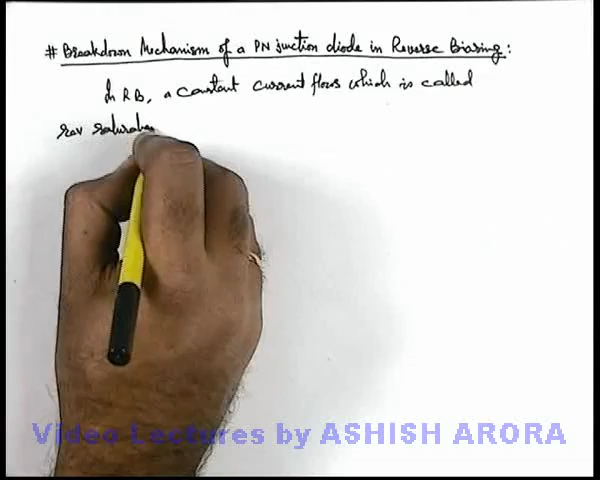 # Breakdown Mechanism of a PN junction diode in Reverse Biasing :
In RB, a constant current flows which is called
rev saturation
Video Lectures by ASHISH ARORA